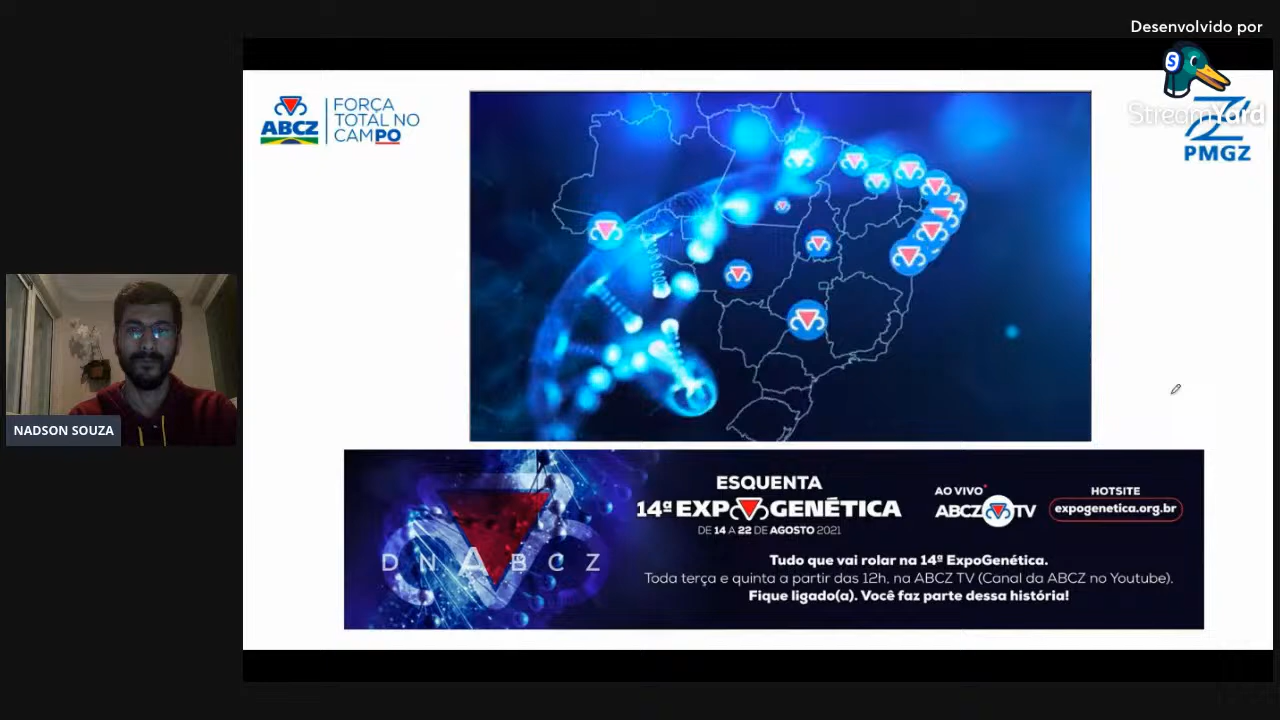 Desenvolvido por
StreamYard
ABCZ
FORÇA
TOTAL NO
CAMPO
PMGZ
NADSON SOUZA
ESQUENTA
14ª EXPOGENÉTICA
DE 14 A 22 DE AGOSTO 2021
AO VIVO
ABCZ TV
HOTSITE
expogenetica.org.br
DNABCZ
Tudo que vai rolar na 14ª ExpoGenética.
Toda terça e quinta a partir das 12h, na ABCZ TV (Canal da ABCZ no Youtube).
Fique ligado(a). Você faz parte dessa história!